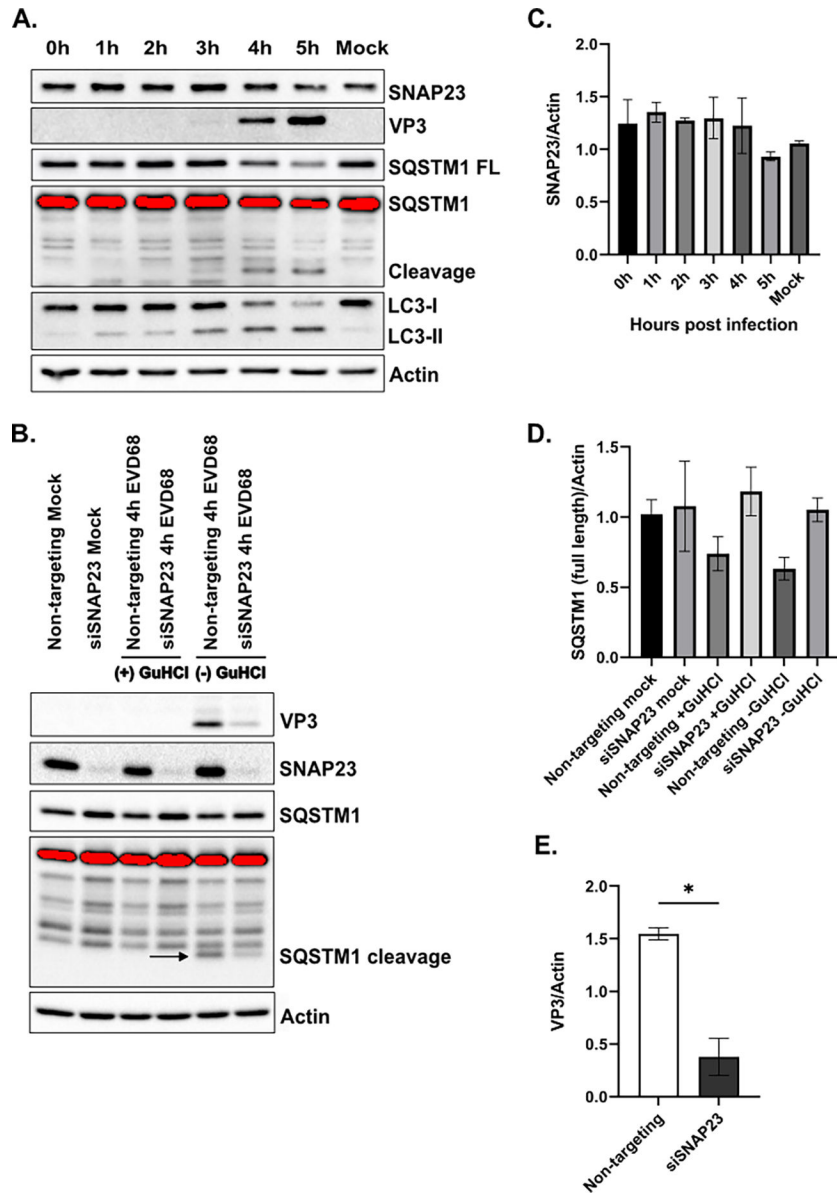 A.
0h 1h 2h 3h 4h 5h Mock
SNAP23
VP3
SQSTM1 FL
SQSTM1
Cleavage
LC3-I
LC3-II
Actin
B.
Non-targeting Mock
siSNAP23 Mock
Non-targeting 4h EVD68
siSNAP23 4h EVD68
Non-targeting 4h EVD68
siSNAP23 4h EVD68
(+) GuHCl (-) GuHCl
VP3
SNAP23
SQSTM1
SQSTM1 cleavage
Actin
C.
SNAP23/Actin
2.0
1.5
1.0
0.5
0.0
0h 1h 2h 3h 4h 5h Mock
Hours post infection
D.
SQSTM1 (full length)/Actin
1.5
1.0
0.5
0.0
Non-targeting mock
siSNAP23 mock
Non-targeting +GuHCl
siSNAP23 +GuHCl
Non-targeting -GuHCl
siSNAP23 -GuHCl
E.
VP3/Actin
2.0
1.5
1.0
0.5
0.0
*
Non-targeting
siSNAP23